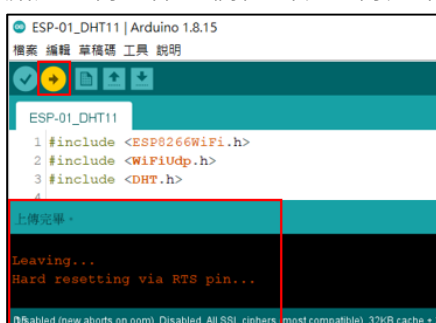 ESP-01_DHT11 | Arduino 1.8.15
檔案 編輯 草稿碼 工具 說明
ESP-01_DHT11
1 #include <ESP8266WiFi.h>
2 #include <WiFiUdp.h>
3 #include <DHT.h>
4
上傳完畢。
Leaving...
Hard resetting via RTS pin...
Disabled (new aborts on oom), Disabled, All SSL ciphers (most compatible), 32KB cache +